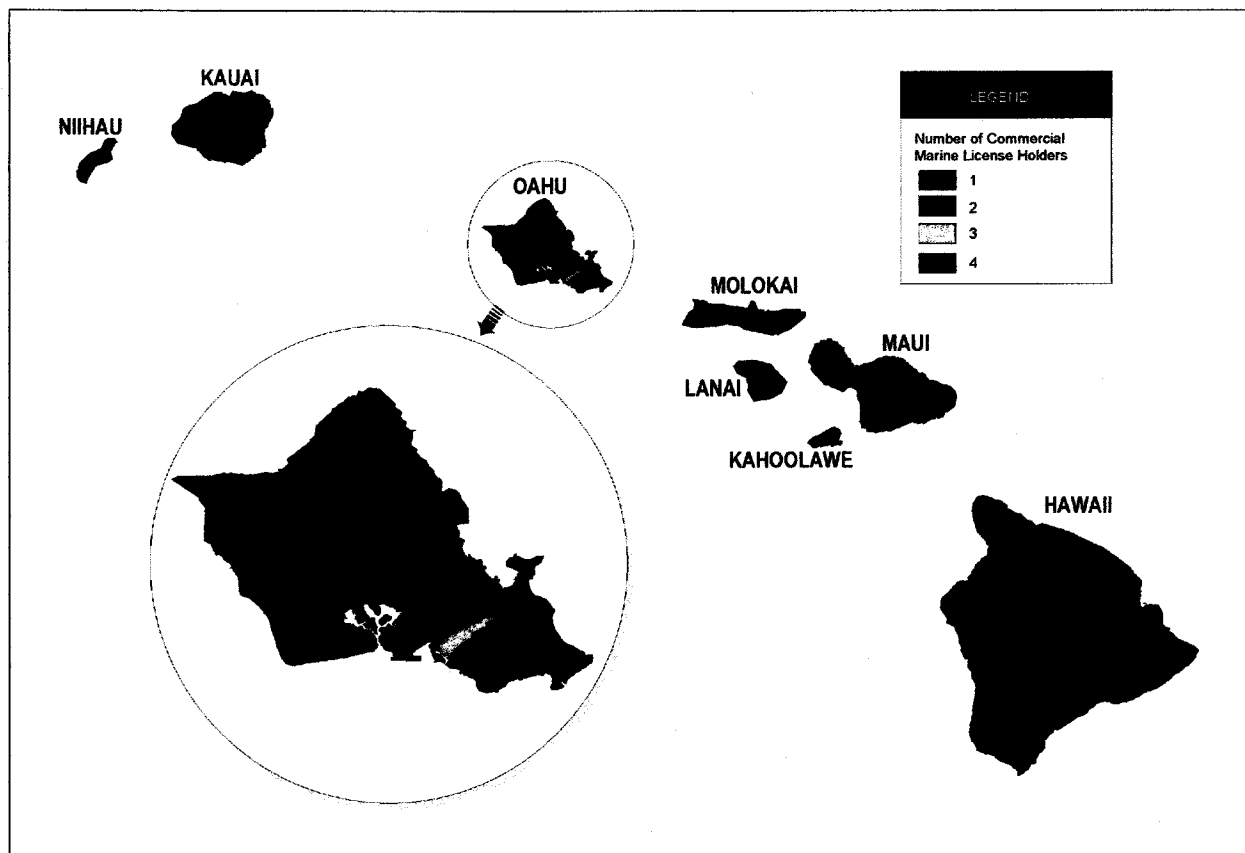 KAUAI
NIIHAU
OAHU
LEGEND
Number of Commercial
Marine License Holders
1
2
3
4
MOLOKAI
MAUI
LANAI
KAHOOLAWE
HAWAII